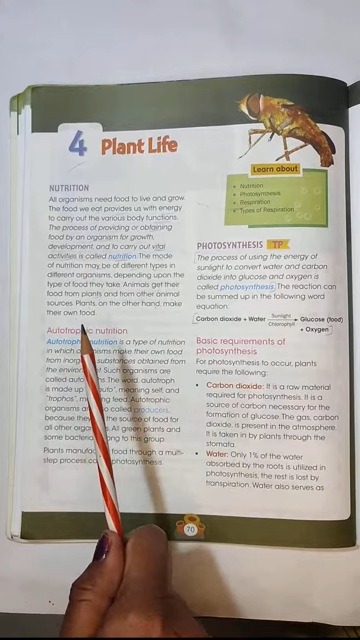 4 Plant Life
Learn about
Nutrition
Photosynthesis
Respiration
Types of Respiration
NUTRITION
All organisms need food to live and grow.
The food we eat provides us with energy
to carry out the various body functions.
The process of providing or obtaining
food by an organism for growth,
development, and to carry out vital
activities is called nutrition. The mode
of nutrition may be of different types in
different organisms, depending upon the
type of food they take. Animals get their
food from plants and from other animal
sources. Plants, on the other hand, make
their own food.
Autotrophic nutrition
Autotrophic nutrition is a type of nutrition
in which organisms make their own food
from inorganic substances obtained from
the environment. Such organisms are
called The word, autotroph
is made up meaning self, and
"trophos", meaning feed. Autotrophic
organisms are also called producers,
because they are the source of food for
all other organisms. All green plants and
some bacteria belong to this group.
Plants manufacture food through a multi-
step process called photosynthesis.
PHOTOSYNTHESIS TP
The process of using the energy of
sunlight to convert water and carbon
dioxide into glucose and oxygen is
called photosynthesis. The reaction can
be summed up in the following word
equation.
Carbon dioxide + Water Sunlight Chlorophyll Glucose (food)
+ Oxygen
Basic requirements of
photosynthesis
For photosynthesis to occur, plants
require the following:
• Carbon dioxide: It is a raw material
required for photosynthesis. It is a
source of carbon necessary for the
formation of glucose. The gas, carbon
dioxide, is present in the atmosphere.
It is taken in by plants through the
stomata.
• Water: Only 1% of the water
absorbed by the roots is utilized in
photosynthesis, the rest is lost by
transpiration. Water also serves as
70